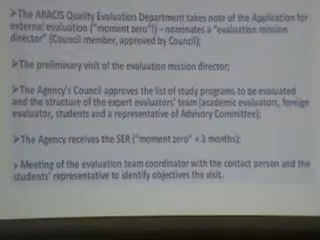 ➢The ARACIS Quality Evaluation Department takes note of the Application for
external evaluation ("moment zero"!) – nominates a "evaluation mission
director" (Council member, approved by Council);
➢The preliminary visit of the evaluation mission director;
➢The Agency's Council approves the list of study programs to be evaluated
and the structure of the expert evaluators' team (academic evaluators, foreign
evaluator, students and a representative of Advisory Committee);
➢The Agency receives the SER ("moment zero" + 3 months);
➢Meeting of the evaluation team coordinator with the contact person and the
students' representative to identify objectives the visit.